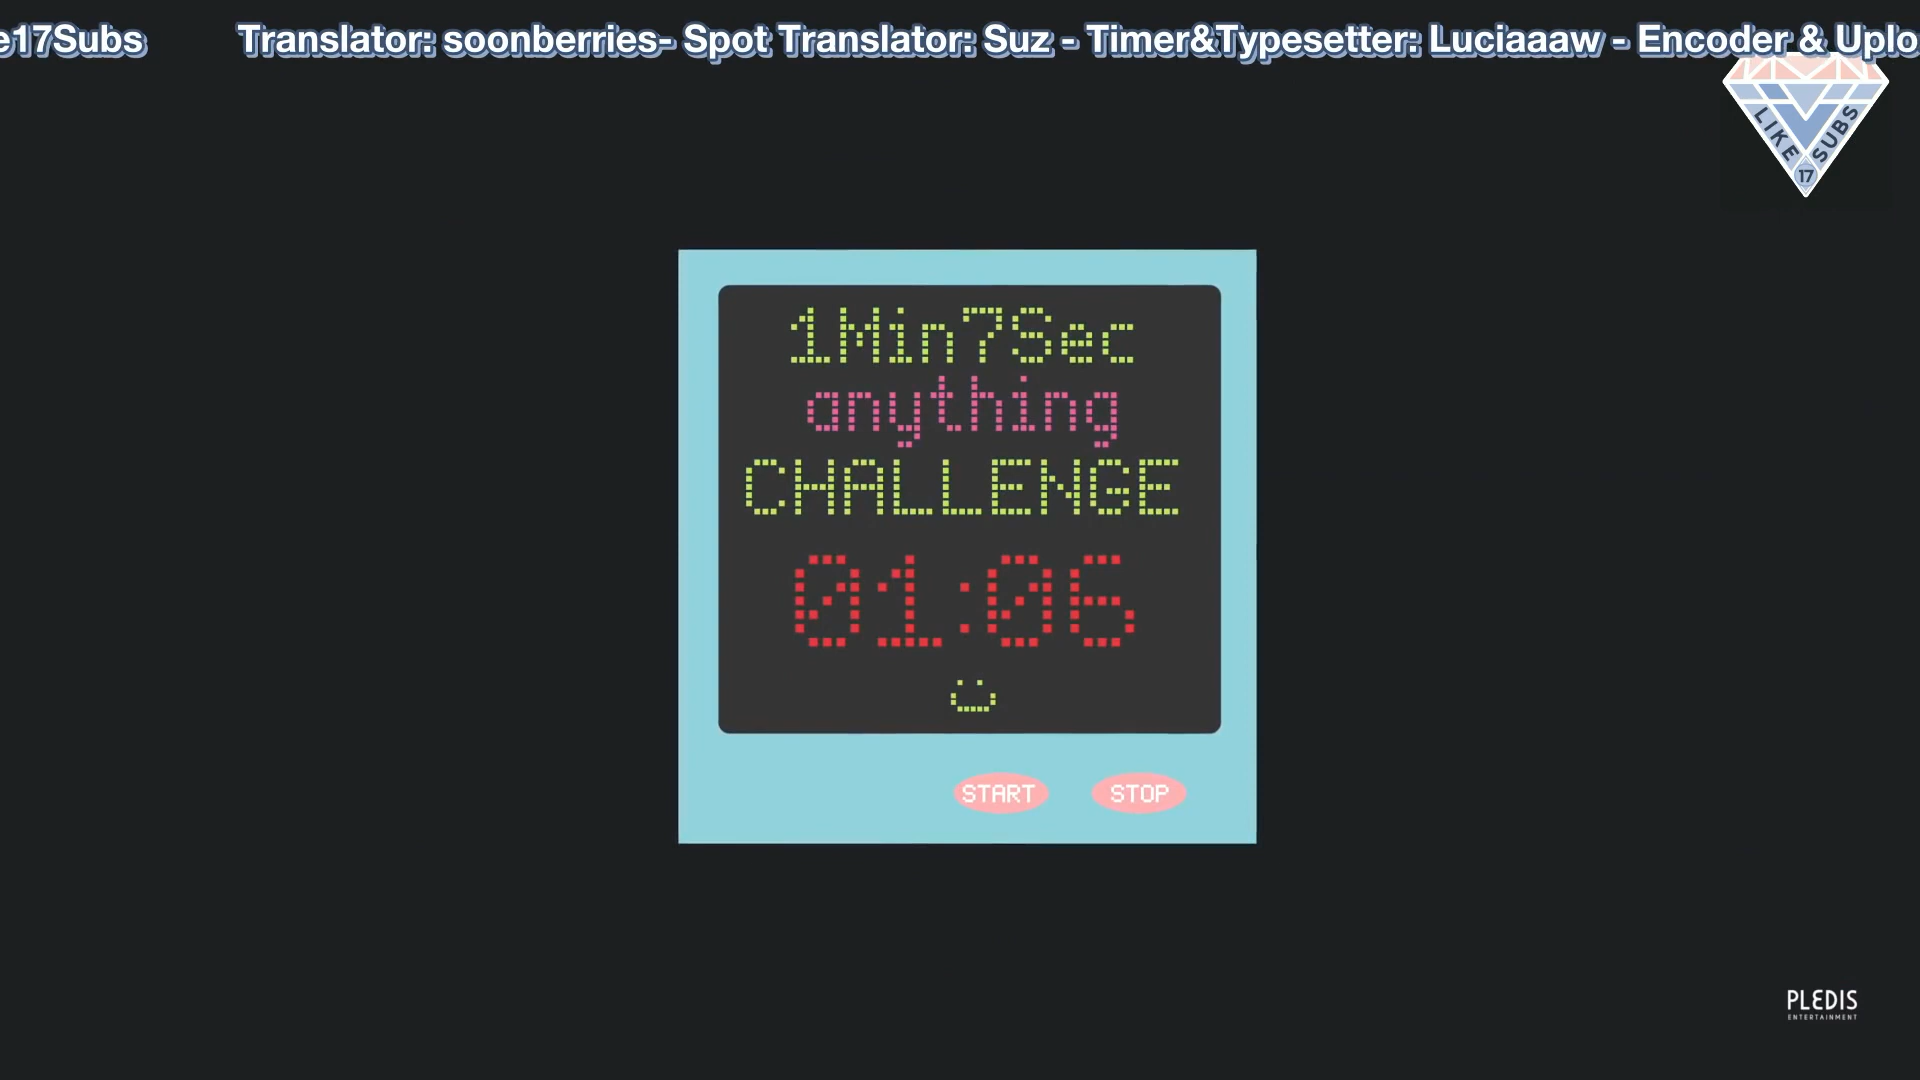 e17Subs Translator: soonberries- Spot Translator: Suz - Timer&Typesetter: Luciaaaw - Encoder & Uplo
LIKE SUBS
17
1Min7Sec
anything
CHALLENGE
01:06
START STOP
PLEDIS
ENTERTAINMENT